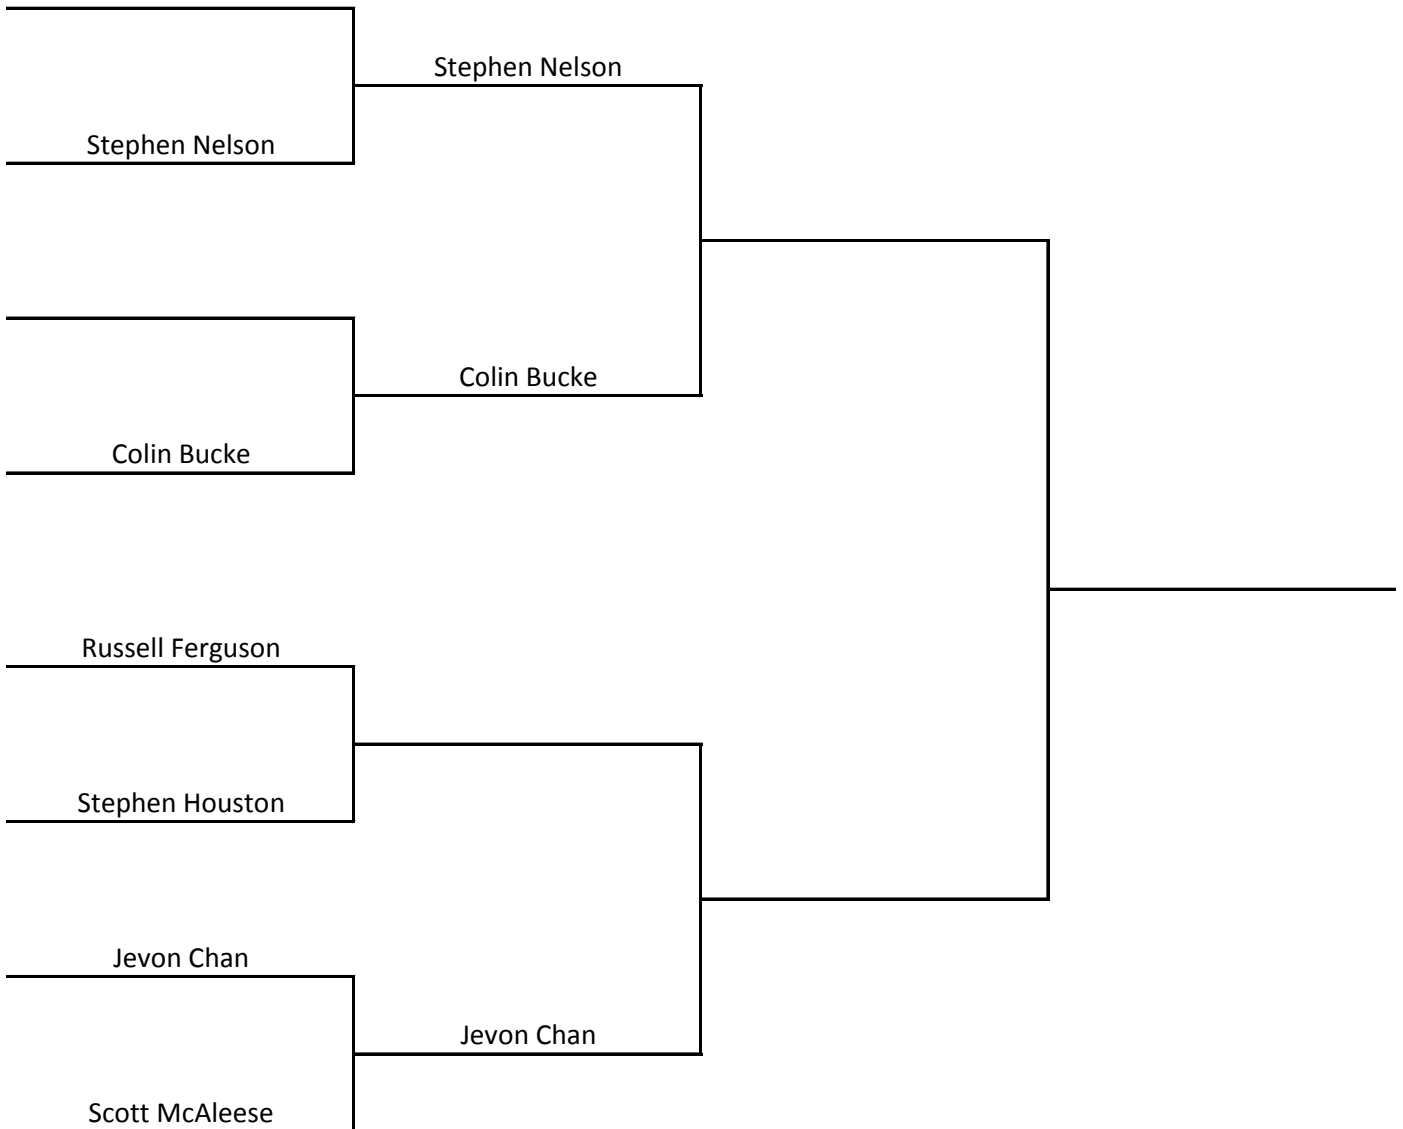 Stephen Nelson
Stephen Nelson
Colin Bucke
Colin Bucke
Russell Ferguson
Stephen Houston
Jevon Chan
Jevon Chan
Scott McAleese